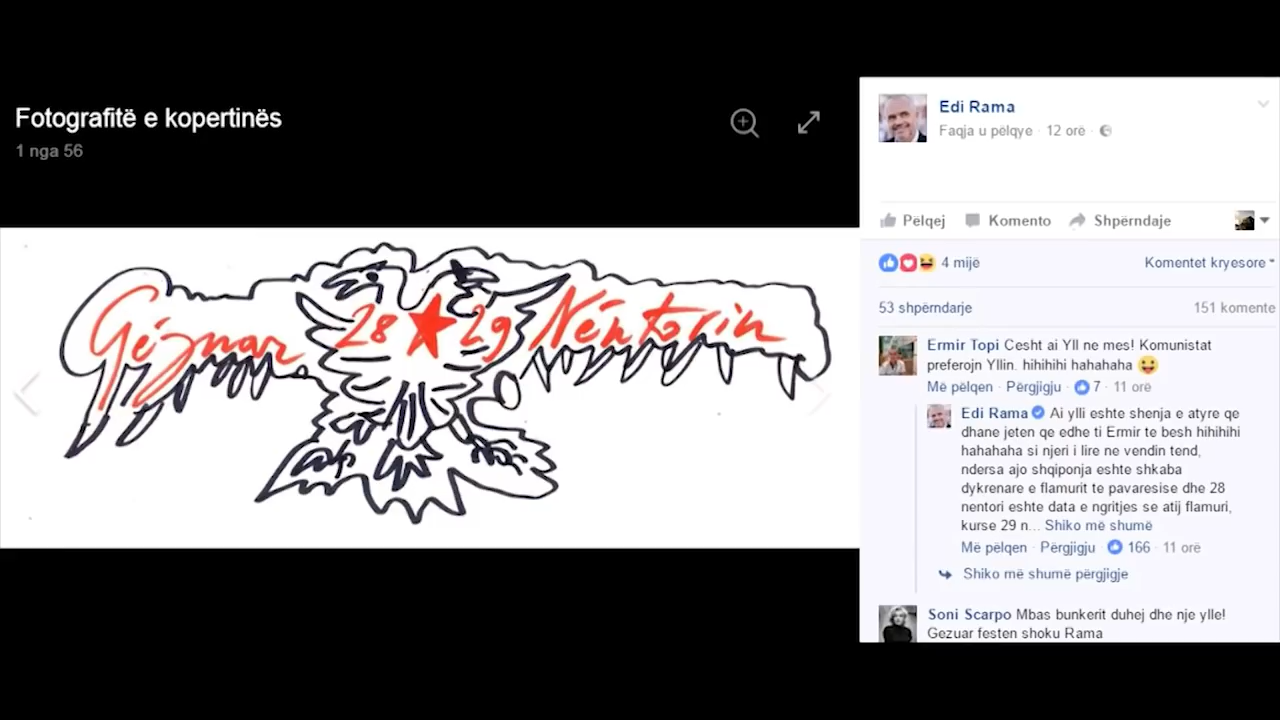 Fotografitë e kopertinës
1 nga 56
Gëzuar 28 29 Nëntorin
Edi Rama
Faqja u pëlqye · 12 orë
Pëlqej Komento Shpërndaje
4 mijë Komentet kryesore
53 shpërndarje 151 komente
Ermir Topi Cesht ai Yll ne mes! Komunistat
preferojn Yllin. hihihihi hahahaha
Më pëlqen · Përgjigju · 7 · 11 orë
Edi Rama Ai ylli eshte shenja e atyre qe
dhane jeten qe edhe ti Ermir te besh hihihihi
hahahaha si njeri i lire ne vendin tend,
ndersa ajo shqiponja eshte shkaba
dykrenare e flamurit te pavaresise dhe 28
nentori eshte data e ngritjes se atij flamuri,
kurse 29 n... Shiko më shumë
Më pëlqen · Përgjigju · 166 · 11 orë
Shiko më shumë përgjigje
Soni Scarpo Mbas bunkerit duhej dhe nje ylle!
Gezuar festen shoku Rama